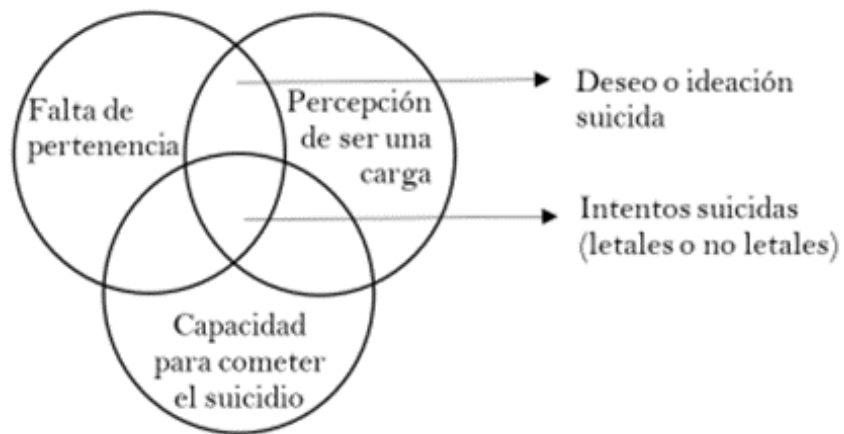 Falta de
pertenencia
Percepción
de ser una
carga
Capacidad
para cometer
el suicidio
Deseo o ideación
suicida
Intentos suicidas
(letales o no letales)